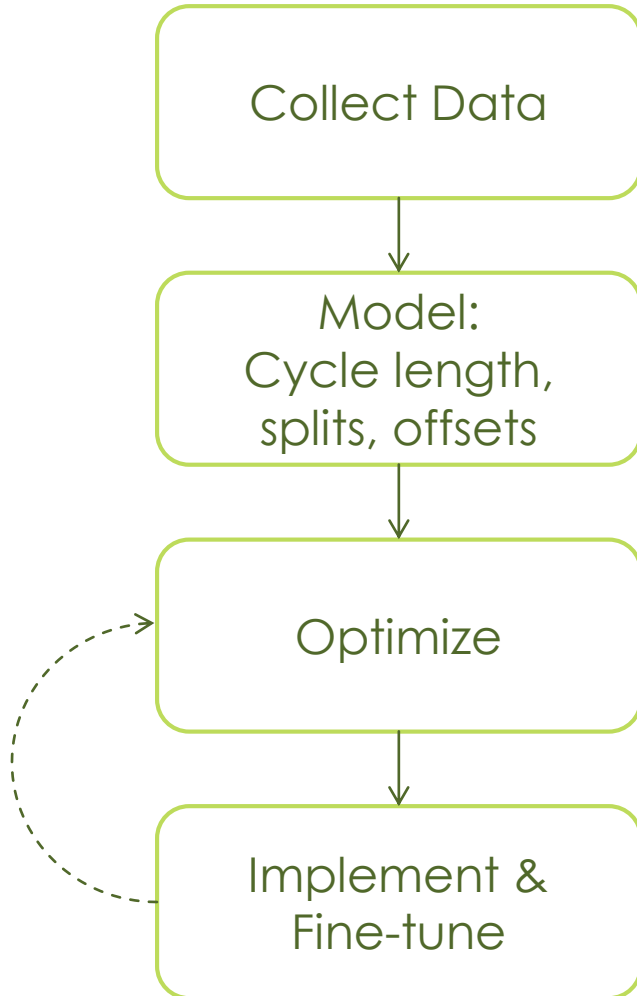 Collect Data
Model:
Cycle length,
splits, offsets
Optimize
Implement &
Fine-tune